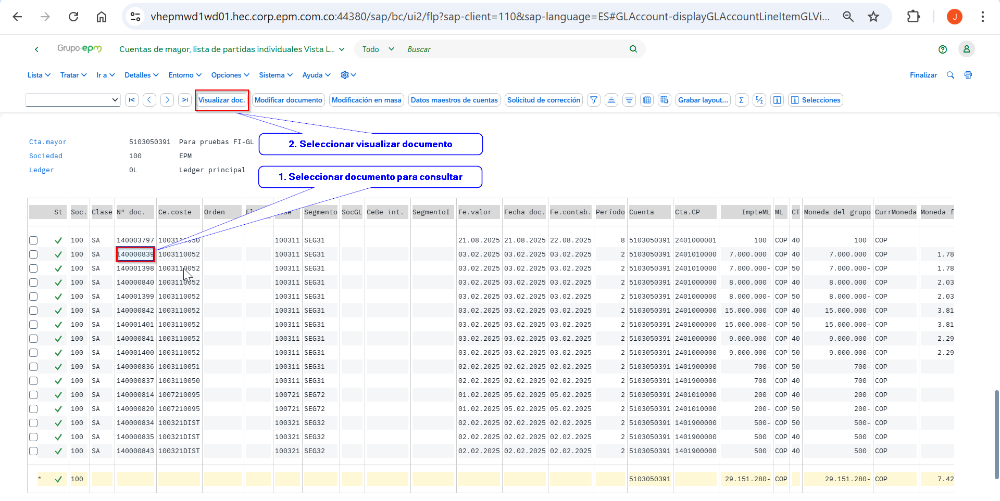 vhepmwd1wd01.hec.corp.epm.com.co:44380/sap/bc/ui2/flp?sap-client=110&sap-language=ES#GLAccount-displayGLAccountLineItemGLVi...
J
Grupo·epm
Cuentas de mayor, lista de partidas individuales Vista L...
Todo
Buscar
Lista Tratar Ir a Detalles Entorno Opciones Sistema Ayuda
Finalizar
Visualizar doc. Modificar documento Modificación en masa Datos maestros de cuentas Solicitud de corrección Grabar layout... Selecciones
Cta.mayor 5103050391 Para pruebas FI-GL
2. Seleccionar visualizar documento
Sociedad 100 EPM
Ledger 0L Ledger principal
1. Seleccionar documento para consultar
St Soc. Clase Nº doc. Ce.coste Orden Segmento SocGL CeBe int. SegmentoI Fe.valor Fecha doc. Fe.contab. Período Cuenta Cta.CP ImpteML ML CT Moneda del grupo CurrMoneda Moneda f
100 SA 140003797 1003110050 100311 SEG31 21.08.2025 21.08.2025 22.08.2025 8 5103050391 2401000001 100 COP 40 100 COP
100 SA 140000839 1003110052 100311 SEG31 03.02.2025 03.02.2025 03.02.2025 2 5103050391 2401010000 7.000.000 COP 40 7.000.000 COP 1.78
100 SA 140001398 1003110052 100311 SEG31 03.02.2025 03.02.2025 03.02.2025 2 5103050391 2401010000 7.000.000- COP 50 7.000.000- COP 1.78
100 SA 140000840 1003110052 100311 SEG31 03.02.2025 03.02.2025 03.02.2025 2 5103050391 2401000000 8.000.000 COP 40 8.000.000 COP 2.03
100 SA 140001399 1003110052 100311 SEG31 03.02.2025 03.02.2025 03.02.2025 2 5103050391 2401000000 8.000.000- COP 50 8.000.000- COP 2.03
100 SA 140000842 1003110052 100311 SEG31 03.02.2025 03.02.2025 03.02.2025 2 5103050391 2401000000 15.000.000 COP 40 15.000.000 COP 3.81
100 SA 140001401 1003110052 100311 SEG31 03.02.2025 03.02.2025 03.02.2025 2 5103050391 2401000000 15.000.000- COP 50 15.000.000- COP 3.81
100 SA 140000841 1003110052 100311 SEG31 03.02.2025 03.02.2025 03.02.2025 2 5103050391 2401000000 9.000.000 COP 40 9.000.000 COP 2.29
100 SA 140001400 1003110052 100311 SEG31 03.02.2025 03.02.2025 03.02.2025 2 5103050391 2401000000 9.000.000- COP 50 9.000.000- COP 2.29
100 SA 140000836 1003110051 100311 SEG31 02.02.2025 02.02.2025 02.02.2025 2 5103050391 1401900000 700- COP 50 700- COP
100 SA 140000837 1003110050 100311 SEG31 02.02.2025 02.02.2025 02.02.2025 2 5103050391 1401900000 700 COP 40 700 COP
100 SA 140000814 1007210095 100721 SEG72 01.02.2025 05.02.2025 05.02.2025 2 5103050391 2401010000 200 COP 40 200 COP
100 SA 140000820 1007210095 100721 SEG72 01.02.2025 05.02.2025 05.02.2025 2 5103050391 2401010000 200- COP 50 200- COP
100 SA 140000834 100321DIST 100321 SEG32 02.02.2025 02.02.2025 02.02.2025 2 5103050391 1401900000 500- COP 50 500- COP
100 SA 140000835 100321DIST 100321 SEG32 02.02.2025 02.02.2025 02.02.2025 2 5103050391 1401900000 500 COP 40 500 COP
100 SA 140000843 100321DIST 100321 SEG32 02.02.2025 02.02.2025 02.02.2025 2 5103050391 1401900000 500 COP 40 500 COP
* 100 5103050391 29.151.280- COP 29.151.280- COP 7.42